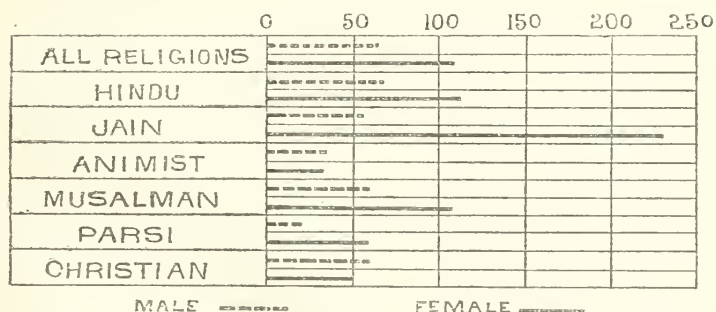 0 50 100 150 200 250
ALL RELIGIONS
HINDU
JAIN
ANIMIST
MUSALMAN
PARSI
CHRISTIAN
MALE FEMALE